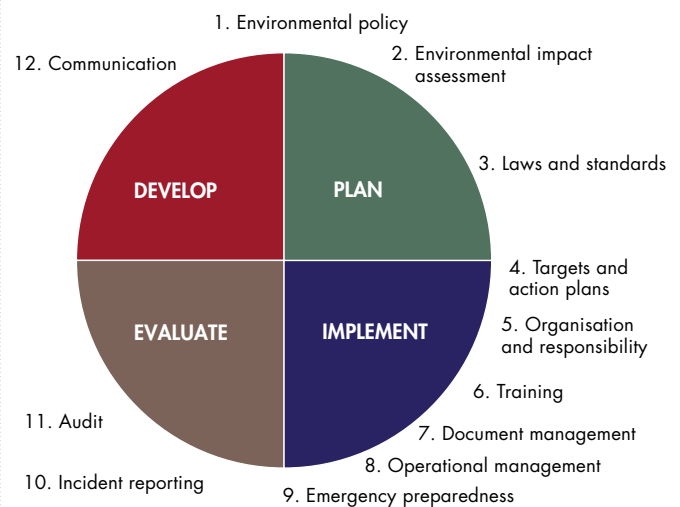 1. Environmental policy
2. Environmental impact
assessment
3. Laws and standards
4. Targets and
action plans
5. Organisation
and responsibility
6. Training
7. Document management
8. Operational management
9. Emergency preparedness
10. Incident reporting
11. Audit
12. Communication
DEVELOP
PLAN
EVALUATE
IMPLEMENT